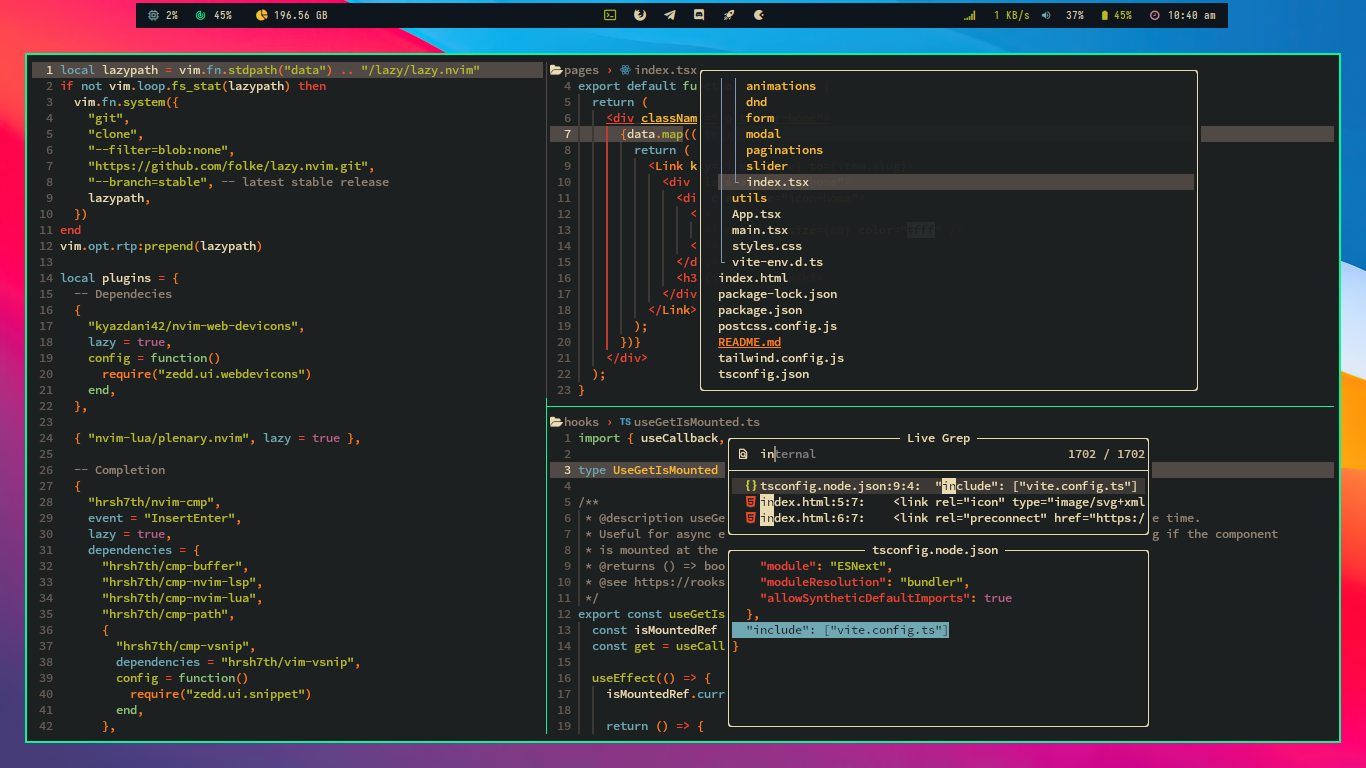 2% 45% 196.56 GB
1 KB/s 37% 45% 10:40 am
1 local lazypath = vim.fn.stdpath("data") .. "/lazy/lazy.nvim"
2 if not vim.loop.fs_stat(lazypath) then
3 vim.fn.system({
4 "git",
5 "clone",
6 "--filter=blob:none",
7 "https://github.com/folke/lazy.nvim.git",
8 "--branch=stable", -- latest stable release
9 lazypath,
10 })
11 end
12 vim.opt.rtp:prepend(lazypath)
13
14 local plugins = {
15 -- Dependecies
16 {
17 "kyazdani42/nvim-web-devicons",
18 lazy = true,
19 config = function()
20 require("zedd.ui.webdevicons")
21 end,
22 },
23
24 { "nvim-lua/plenary.nvim", lazy = true },
25
26 -- Completion
27 {
28 "hrsh7th/nvim-cmp",
29 event = "InsertEnter",
30 lazy = true,
31 dependencies = {
32 "hrsh7th/cmp-buffer",
33 "hrsh7th/cmp-nvim-lsp",
34 "hrsh7th/cmp-nvim-lua",
35 "hrsh7th/cmp-path",
36 {
37 "hrsh7th/cmp-vsnip",
38 dependencies = "hrsh7th/vim-vsnip",
39 config = function()
40 require("zedd.ui.snippet")
41 end,
42 },
pages › index.tsx
4 export default fu
5 return (
6 <div classNam
7 {data.map((
8 return (
9 <Link k
10 <div
11 <di
12 <
13
14 <
15 </d
16 <h3
17 </div
18 </Link>
19 );
20 })}
21 </div>
22 );
23 }
animations
dnd
form
modal
paginations
slider
index.tsx
utils
App.tsx
main.tsx
styles.css
vite-env.d.ts
index.html
package-lock.json
package.json
postcss.config.js
README.md
tailwind.config.js
tsconfig.json
hooks › TS useGetIsMounted.ts
1 import { useCallback,
2
3 type UseGetIsMounted
4
5 /**
6 * @description useGe e time.
7 * Useful for async e g if the component
8 * is mounted at the
9 * @returns () => boo
10 * @see https://rooks
11 */
12 export const useGetIs
13 const isMountedRef
14 const get = useCall
15
16 useEffect(() => {
17 isMountedRef.curr
18
19 return () => {
Live Grep
internal 1702 / 1702
{} tsconfig.node.json:9:4: "include": ["vite.config.ts"]
index.html:5:7: <link rel="icon" type="image/svg+xml
index.html:6:7: <link rel="preconnect" href="https:/
tsconfig.node.json
"module": "ESNext",
"moduleResolution": "bundler",
"allowSyntheticDefaultImports": true
},
"include": ["vite.config.ts"]
}